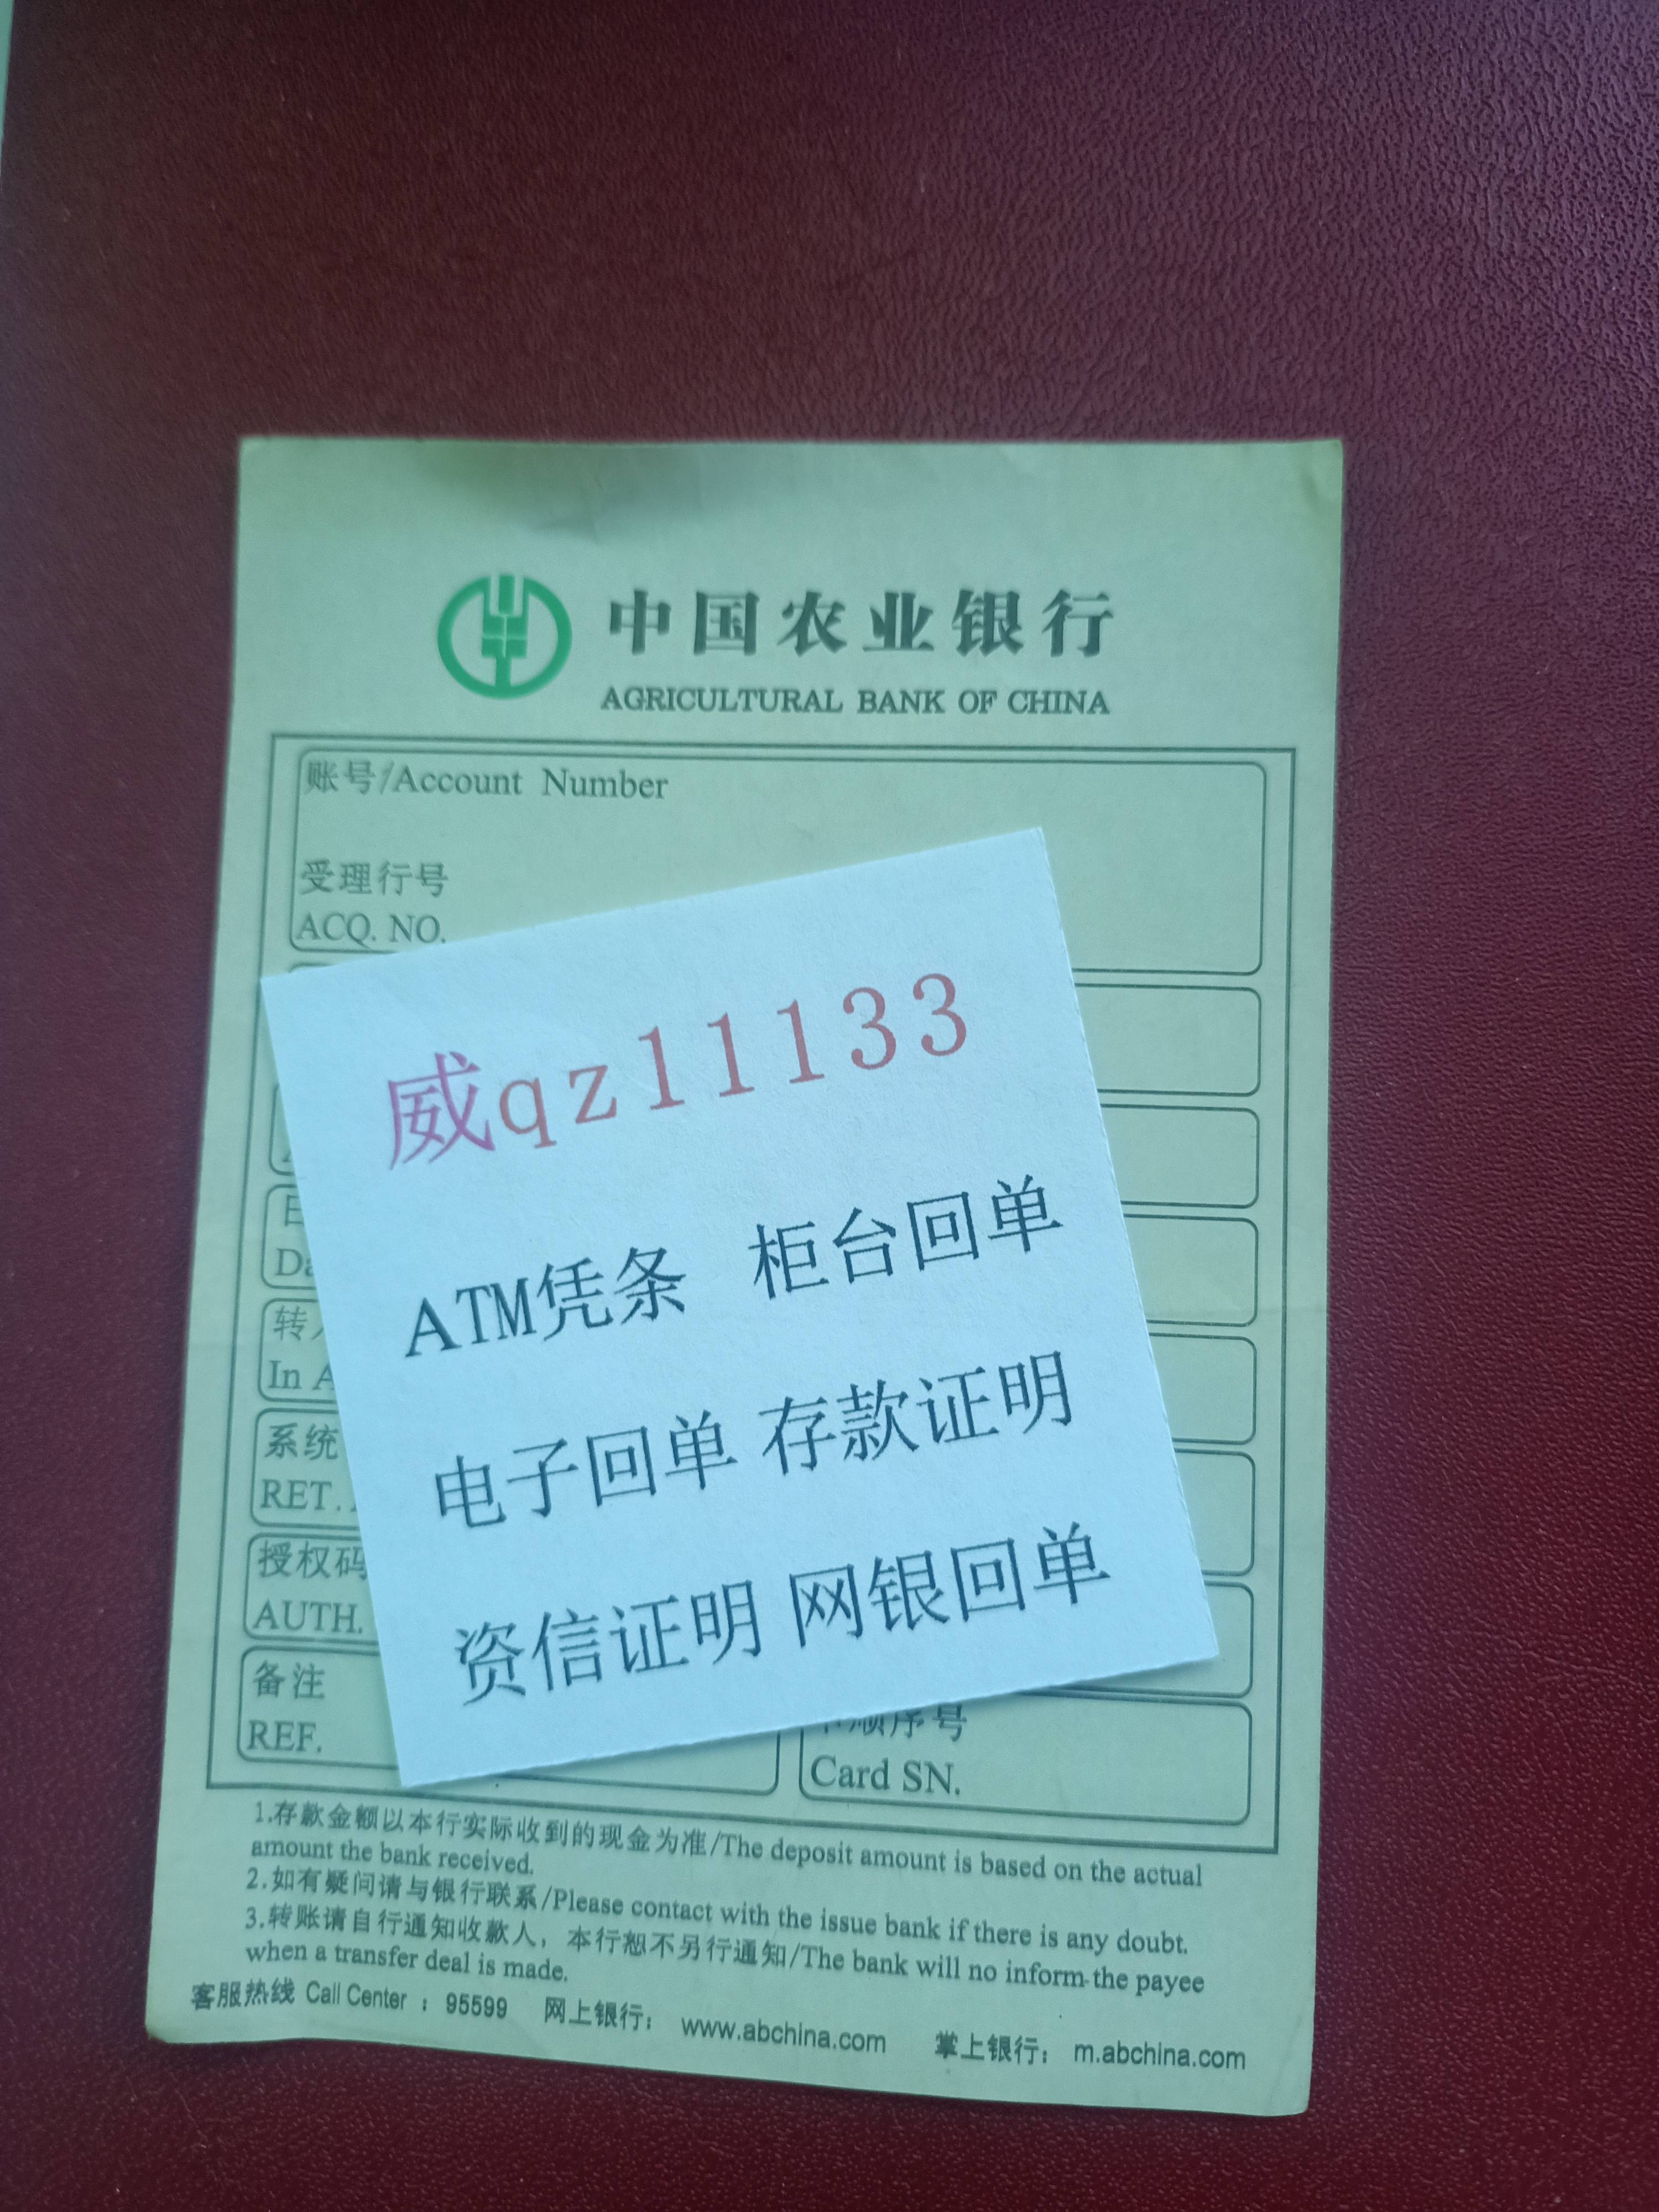 中国农业银行
AGRICULTURAL BANK OF CHINA
账号/Account Number
受理行号
ACQ. NO.
威qz11133
ATM凭条 柜台回单
电子回单 存款证明
资信证明 网银回单
转
In
系统
RET.
授权码
AUTH.
备注
REF.
顺序号
Card SN.
1.存款金额以本行实际收到的现金为准/The deposit amount is based on the actual
amount the bank received.
2.如有疑问请与银行联系/Please contact with the issue bank if there is any doubt.
3.转账请自行通知收款人，本行恕不另行通知/The bank will no inform the payee
when a transfer deal is made.
客服热线 Call Center：95599 网上银行：www.abchina.com 掌上银行：m.abchina.com